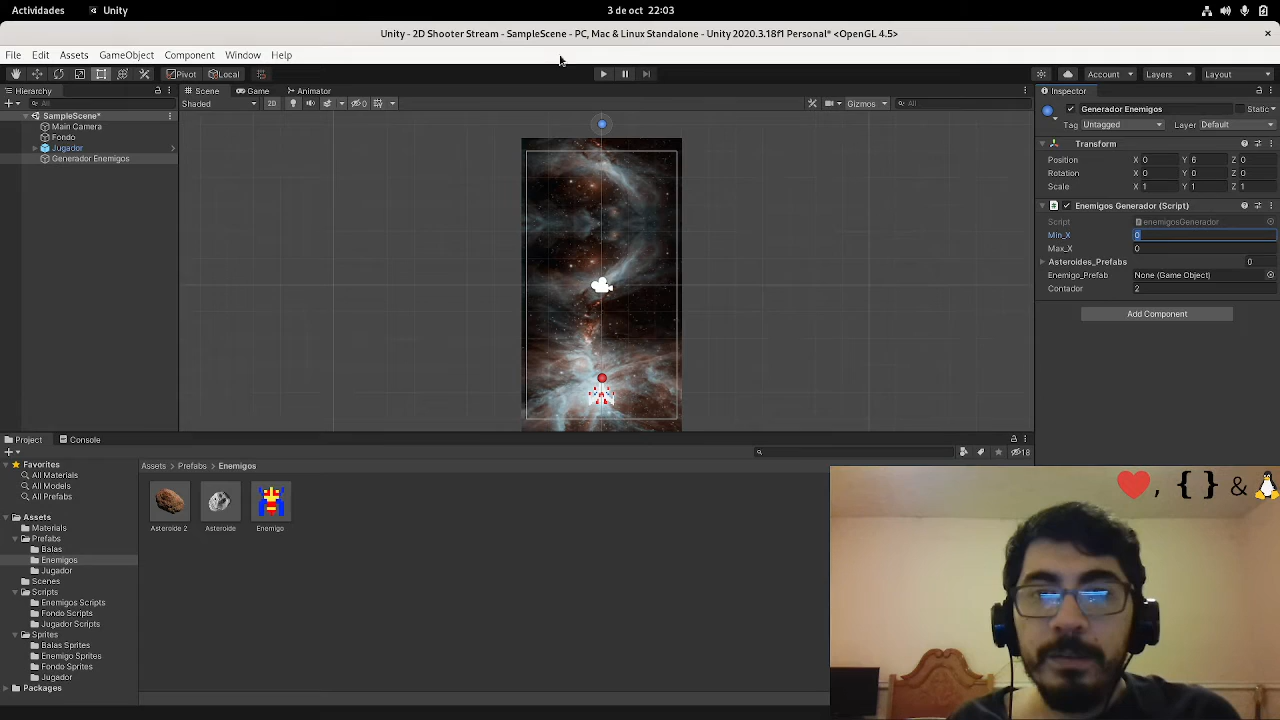 Actividades Unity 3 de oct 22:03
Unity - 2D Shooter Stream - SampleScene - PC, Mac & Linux Standalone - Unity 2020.3.18f1 Personal* <OpenGL 4.5>
File Edit Assets GameObject Component Window Help
Pivot Local Account Layers Layout
Hierarchy Scene Game Animator Inspector
All Shaded 2D 0 Gizmos All
Generador Enemigos Static
SampleScene*
Main Camera
Fondo
Jugador
Generador Enemigos
Tag Untagged Layer Default
Transform
Position X 0 Y 6 Z 0
Rotation X 0 Y 0 Z 0
Scale X 1 Y 1 Z 1
Enemigos Generador (Script)
Script enemigosGenerador
Min_X 0
Max_X 0
Asteroides_Prefabs 0
Enemigo_Prefab None (Game Object)
Contador 2
Add Component
Project Console
18
Favorites
All Materials
All Models
All Prefabs
Assets
Materials
Prefabs
Balas
Enemigos
Jugador
Scenes
Scripts
Enemigos Scripts
Fondo Scripts
Jugador Scripts
Sprites
Balas Sprites
Enemigo Sprites
Fondo Sprites
Jugador
Packages
Assets > Prefabs > Enemigos
Asteroide 2 Asteroide Enemigo
, { } &